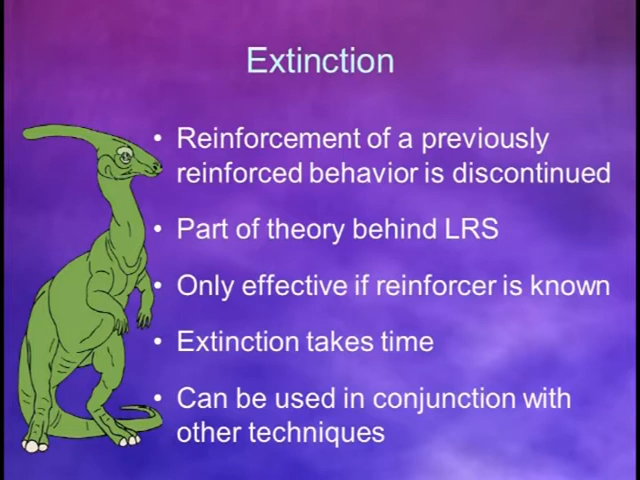 Extinction
• Reinforcement of a previously
reinforced behavior is discontinued
• Part of theory behind LRS
• Only effective if reinforcer is known
• Extinction takes time
• Can be used in conjunction with
other techniques